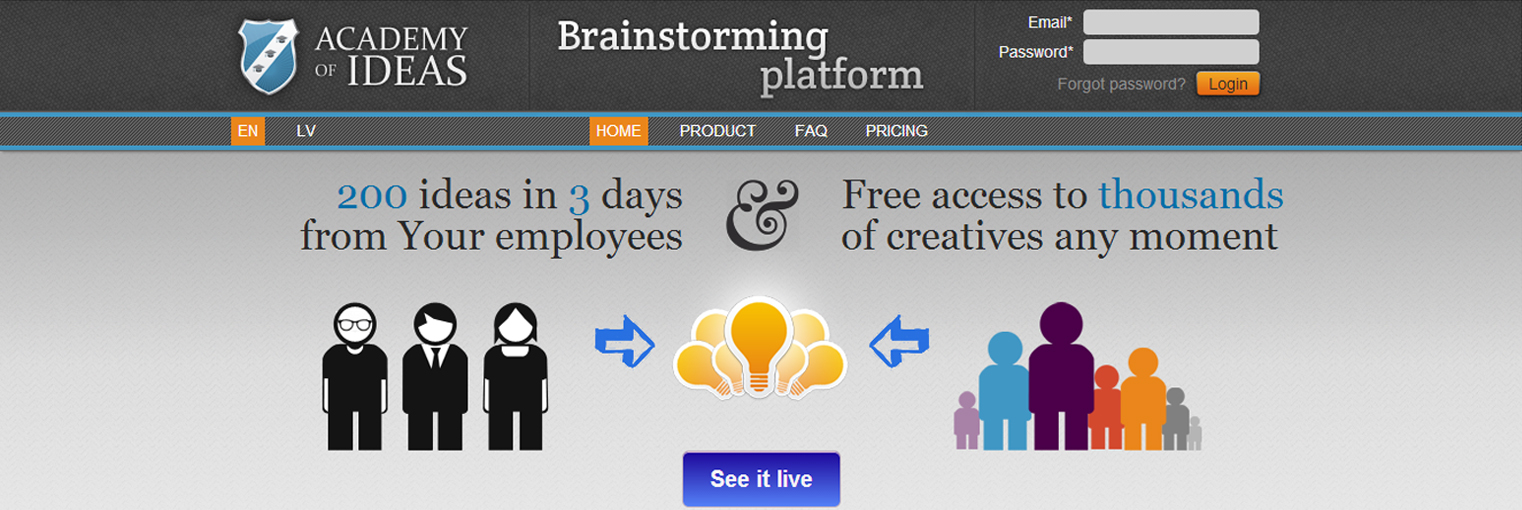 ACADEMY
OF IDEAS
Brainstorming
platform
Email*
Password*
Forgot password? Login
EN LV HOME PRODUCT FAQ PRICING
200 ideas in 3 days
from Your employees
&
Free access to thousands
of creatives any moment
See it live